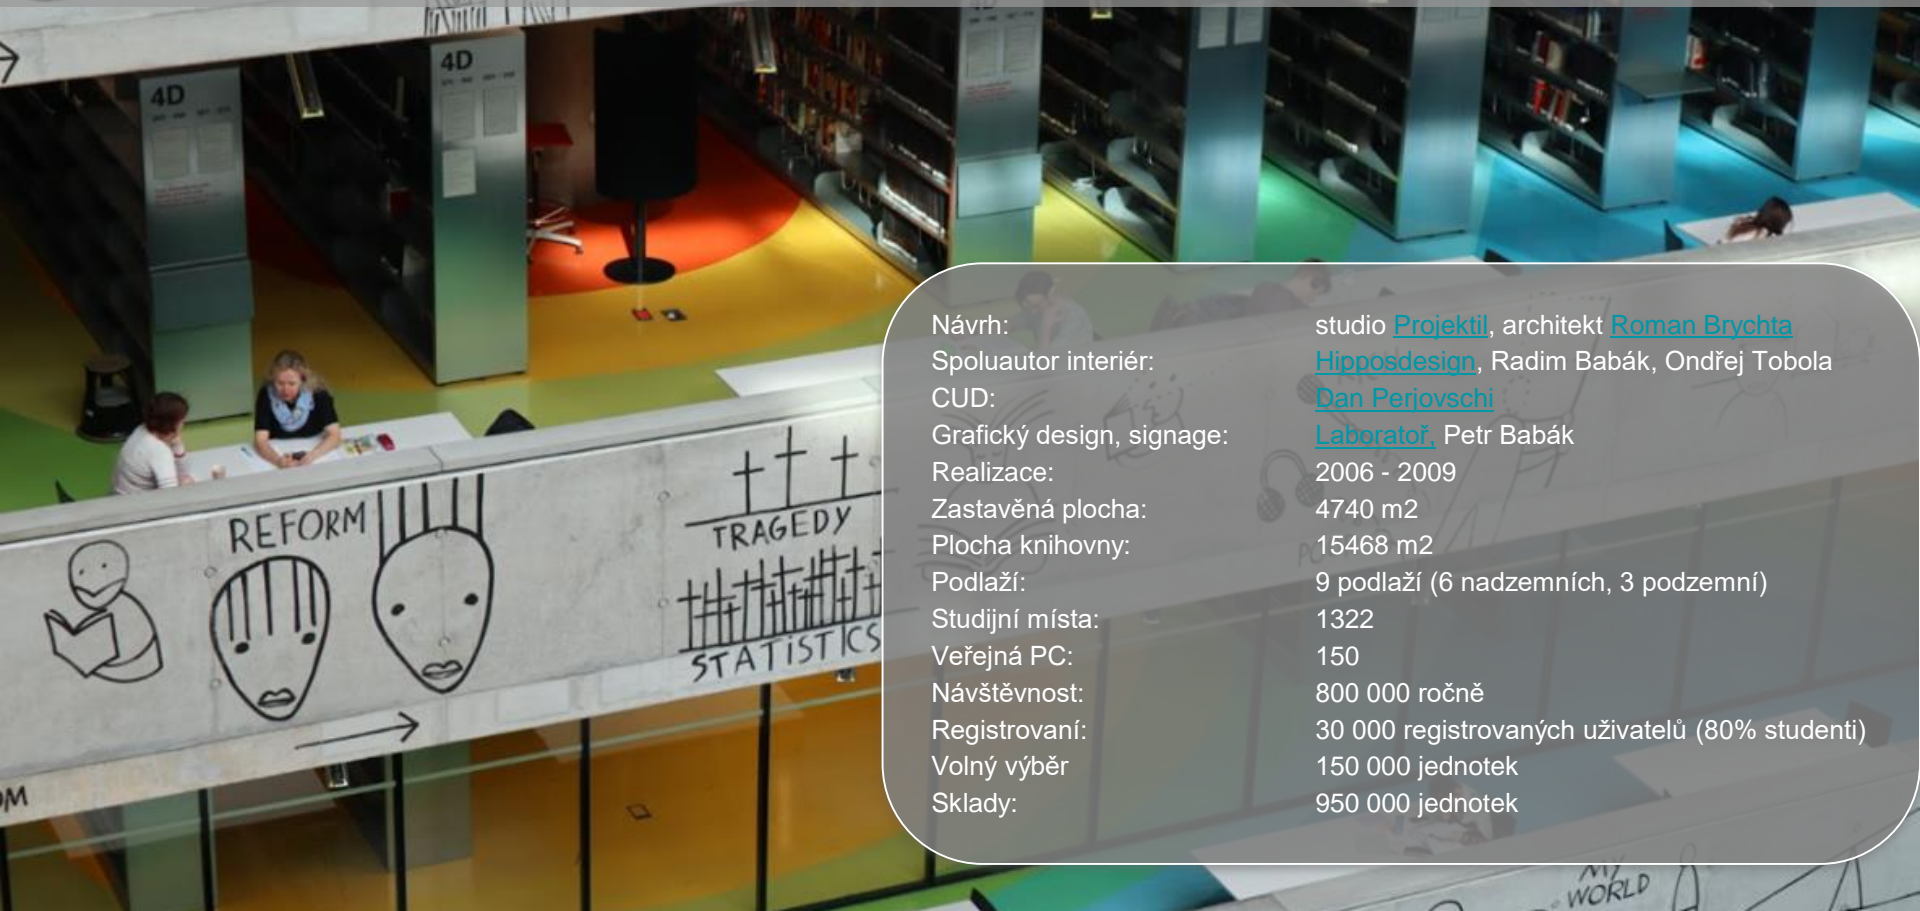 4D
4D
4D
REFORM
TRAGEDY
STATISTICS
Návrh: studio Projektil, architekt Roman Brychta
Spoluautor interiér: Hipposdesign, Radim Babák, Ondřej Tobola
CUD: Dan Perjovschi
Grafický design, signage: Laboratoř, Petr Babák
Realizace: 2006 - 2009
Zastavěná plocha: 4740 m2
Plocha knihovny: 15468 m2
Podlaží: 9 podlaží (6 nadzemních, 3 podzemní)
Studijní místa: 1322
Veřejná PC: 150
Návštěvnost: 800 000 ročně
Registrovaní: 30 000 registrovaných uživatelů (80% studenti)
Volný výběr 150 000 jednotek
Sklady: 950 000 jednotek
MY
WORLD